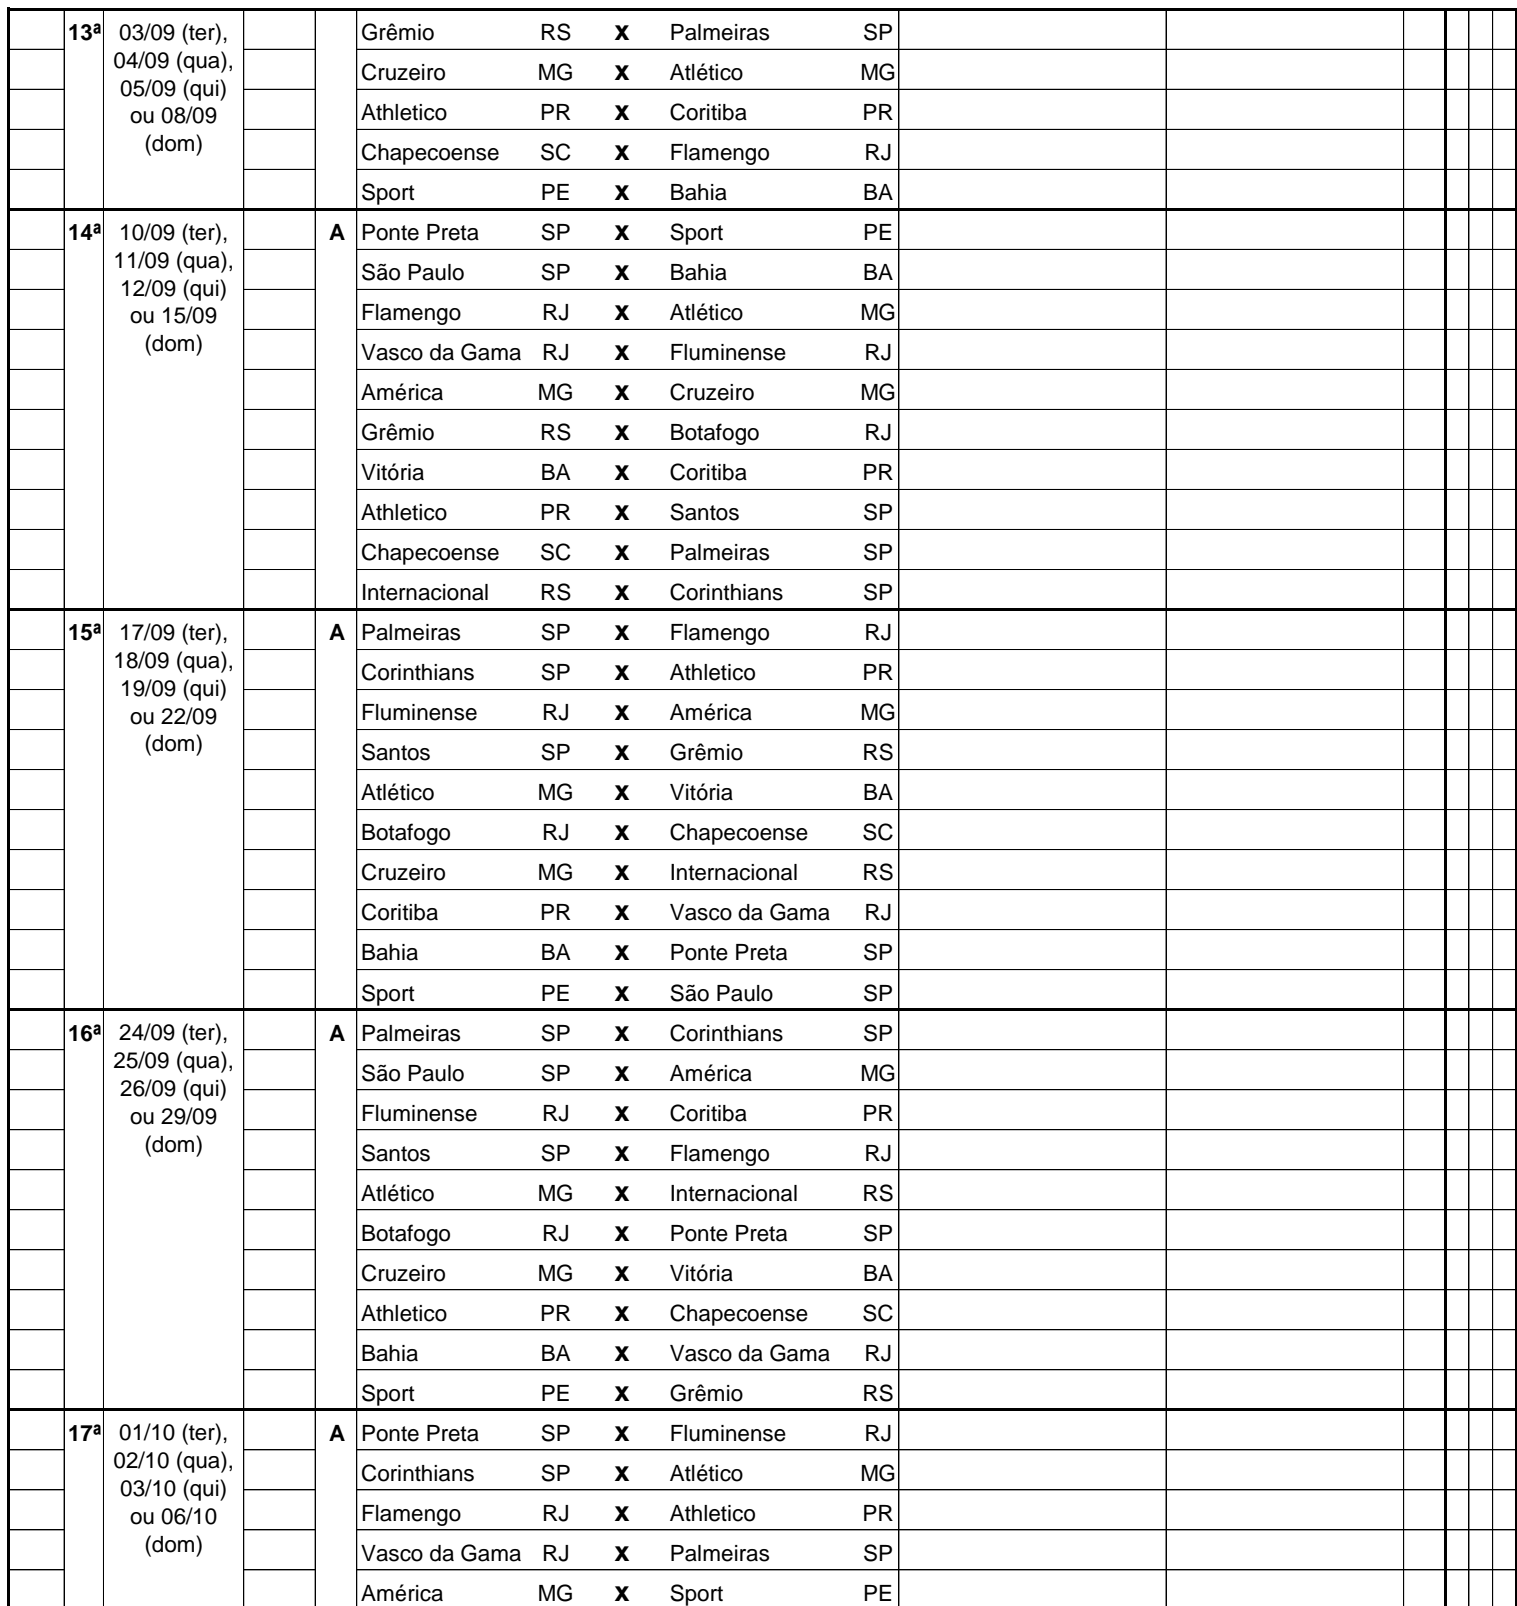 13ª 03/09 (ter), Grêmio RS x Palmeiras SP
04/09 (qua), Cruzeiro MG x Atlético MG
05/09 (qui) Athletico PR x Coritiba PR
ou 08/09
(dom) Chapecoense SC x Flamengo RJ
Sport PE x Bahia BA
14ª 10/09 (ter), A Ponte Preta SP x Sport PE
11/09 (qua), São Paulo SP x Bahia BA
12/09 (qui) Flamengo RJ x Atlético MG
ou 15/09
(dom) Vasco da Gama RJ x Fluminense RJ
América MG x Cruzeiro MG
Grêmio RS x Botafogo RJ
Vitória BA x Coritiba PR
Athletico PR x Santos SP
Chapecoense SC x Palmeiras SP
Internacional RS x Corinthians SP
15ª 17/09 (ter), A Palmeiras SP x Flamengo RJ
18/09 (qua), Corinthians SP x Athletico PR
19/09 (qui) Fluminense RJ x América MG
ou 22/09
(dom) Santos SP x Grêmio RS
Atlético MG x Vitória BA
Botafogo RJ x Chapecoense SC
Cruzeiro MG x Internacional RS
Coritiba PR x Vasco da Gama RJ
Bahia BA x Ponte Preta SP
Sport PE x São Paulo SP
16ª 24/09 (ter), A Palmeiras SP x Corinthians SP
25/09 (qua), São Paulo SP x América MG
26/09 (qui) Fluminense RJ x Coritiba PR
ou 29/09
(dom) Santos SP x Flamengo RJ
Atlético MG x Internacional RS
Botafogo RJ x Ponte Preta SP
Cruzeiro MG x Vitória BA
Athletico PR x Chapecoense SC
Bahia BA x Vasco da Gama RJ
Sport PE x Grêmio RS
17ª 01/10 (ter), A Ponte Preta SP x Fluminense RJ
02/10 (qua), Corinthians SP x Atlético MG
03/10 (qui) Flamengo RJ x Athletico PR
ou 06/10
(dom) Vasco da Gama RJ x Palmeiras SP
América MG x Sport PE